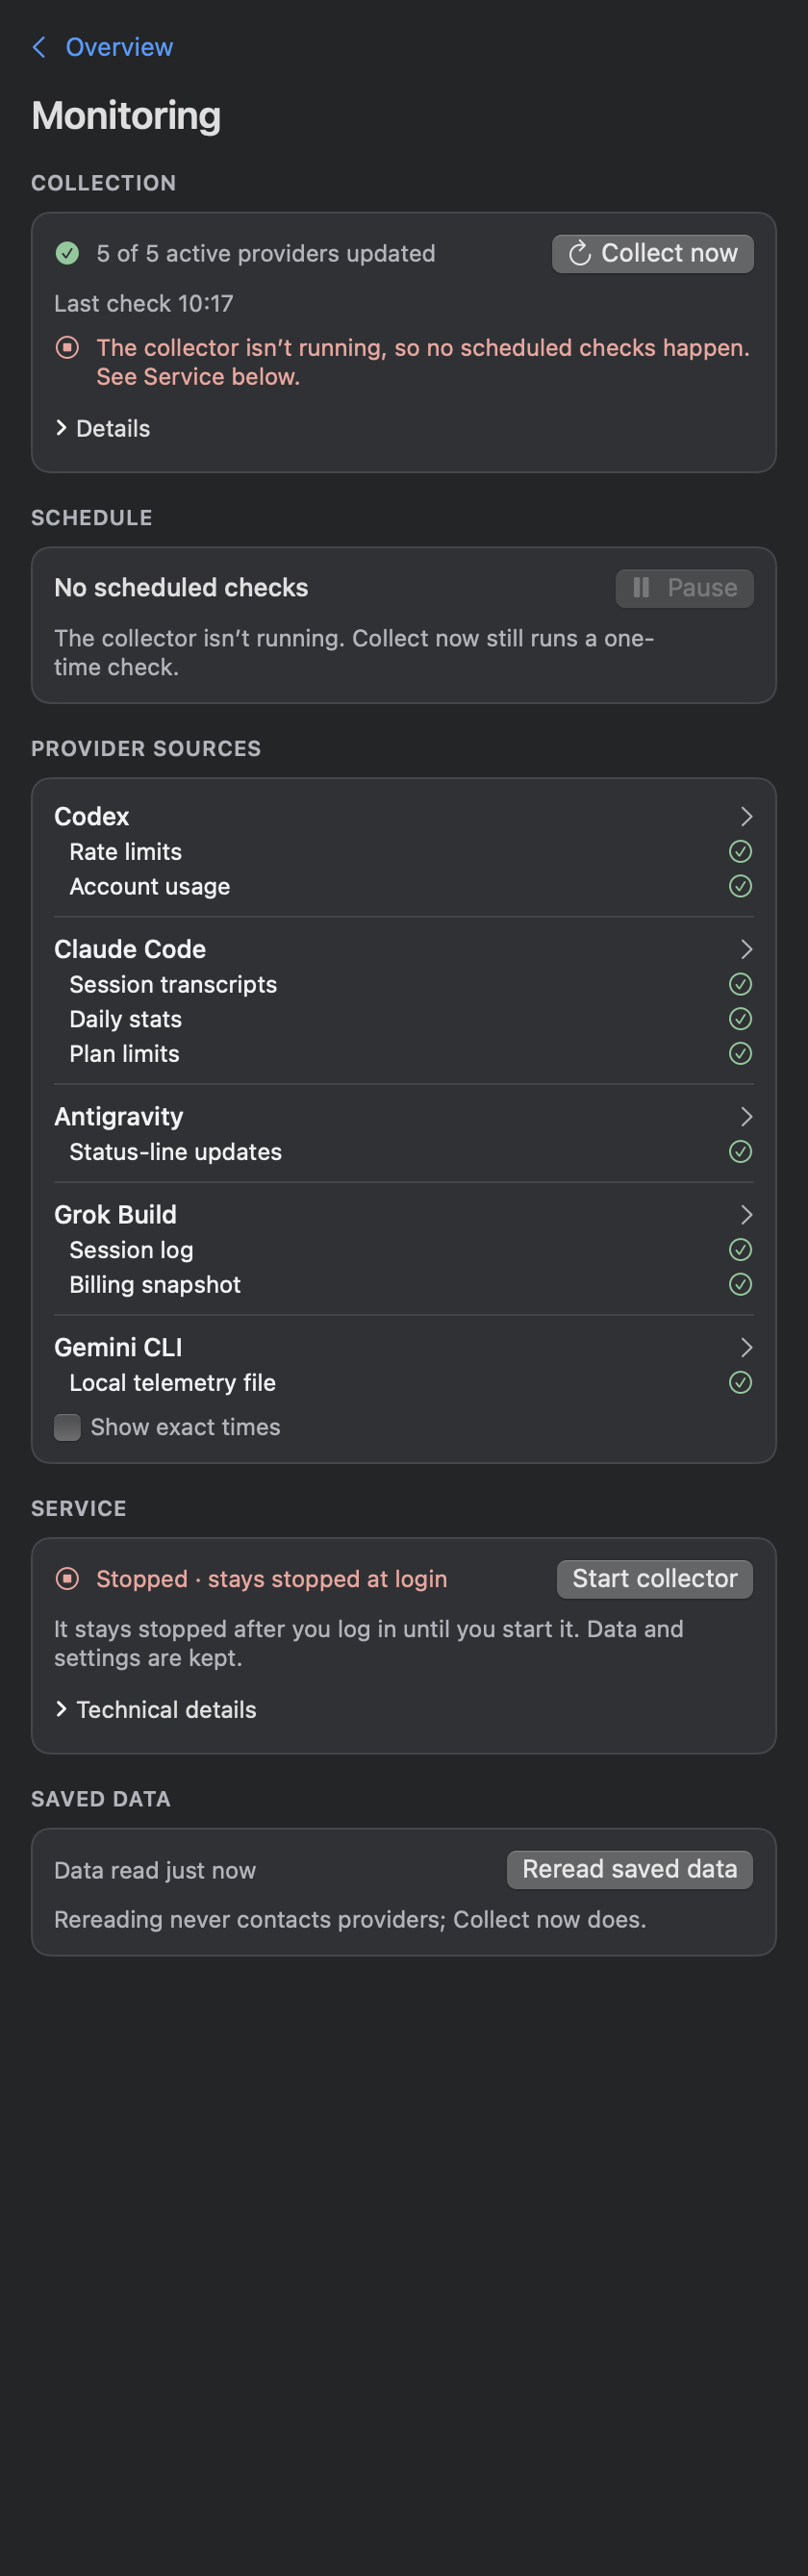 Overview
Monitoring
COLLECTION
5 of 5 active providers updated
Collect now
Last check 10:17
The collector isn’t running, so no scheduled checks happen.
See Service below.
Details
SCHEDULE
No scheduled checks
Pause
The collector isn’t running. Collect now still runs a one-
time check.
PROVIDER SOURCES
Codex
Rate limits
Account usage
Claude Code
Session transcripts
Daily stats
Plan limits
Antigravity
Status-line updates
Grok Build
Session log
Billing snapshot
Gemini CLI
Local telemetry file
Show exact times
SERVICE
Stopped · stays stopped at login
Start collector
It stays stopped after you log in until you start it. Data and
settings are kept.
Technical details
SAVED DATA
Data read just now
Reread saved data
Rereading never contacts providers; Collect now does.